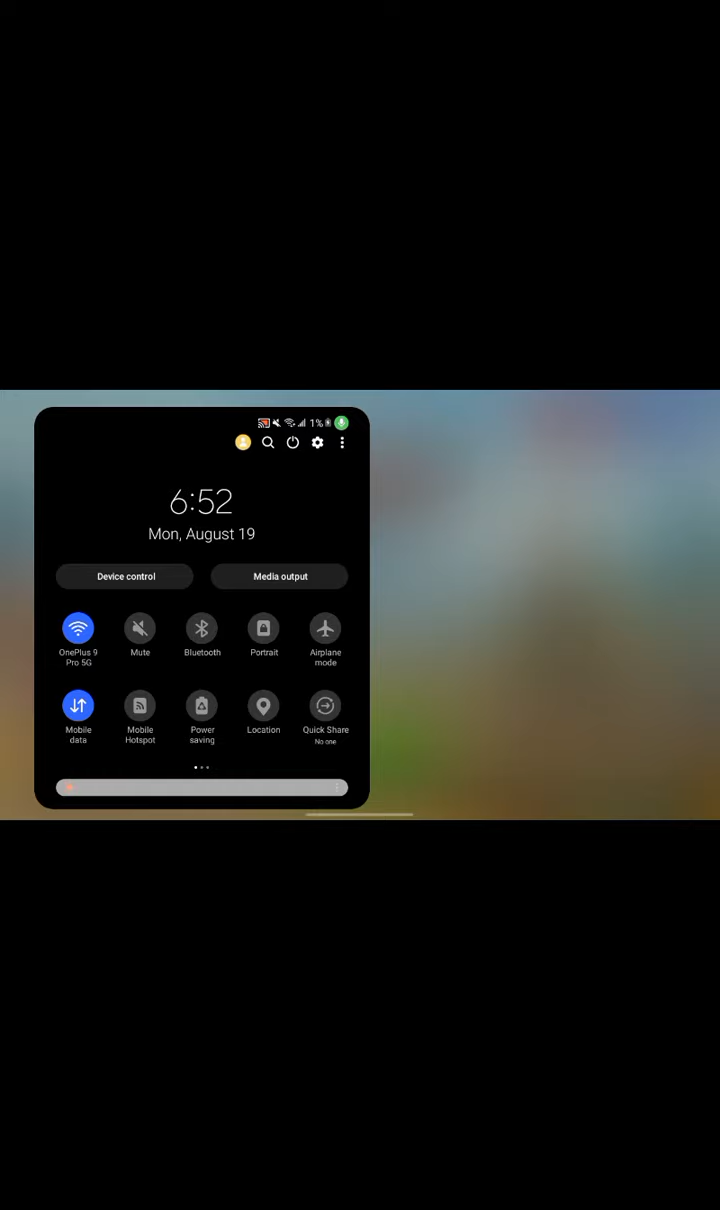 1%
6:52
Mon, August 19
Device control
Media output
OnePlus 9
Pro 5G
Mute
Bluetooth
Portrait
Airplane
mode
Mobile
data
Mobile
Hotspot
Power
saving
Location
Quick Share
No one